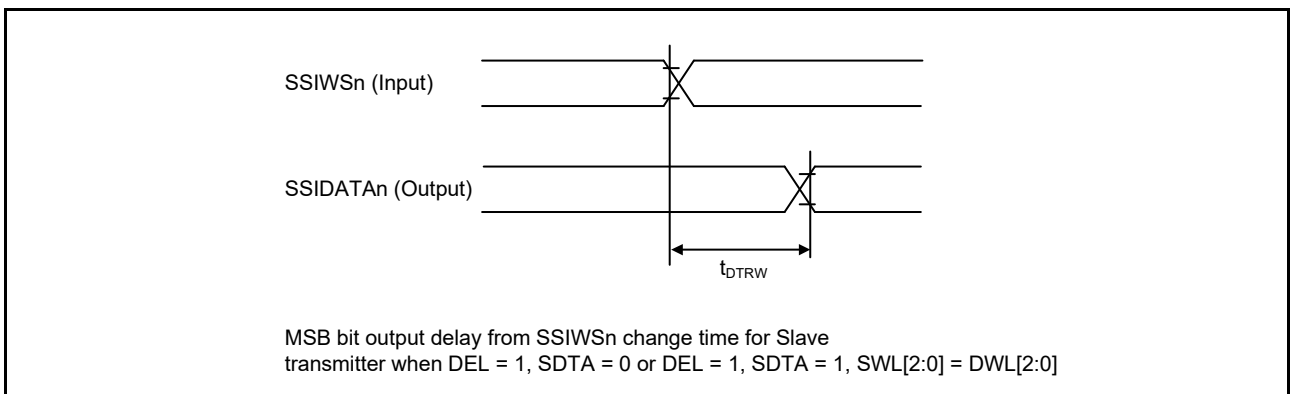 SSIWSn (Input)
SSIDATAn (Output)
tDTRW
MSB bit output delay from SSIWSn change time for Slave
transmitter when DEL = 1, SDTA = 0 or DEL = 1, SDTA = 1, SWL[2:0] = DWL[2:0]